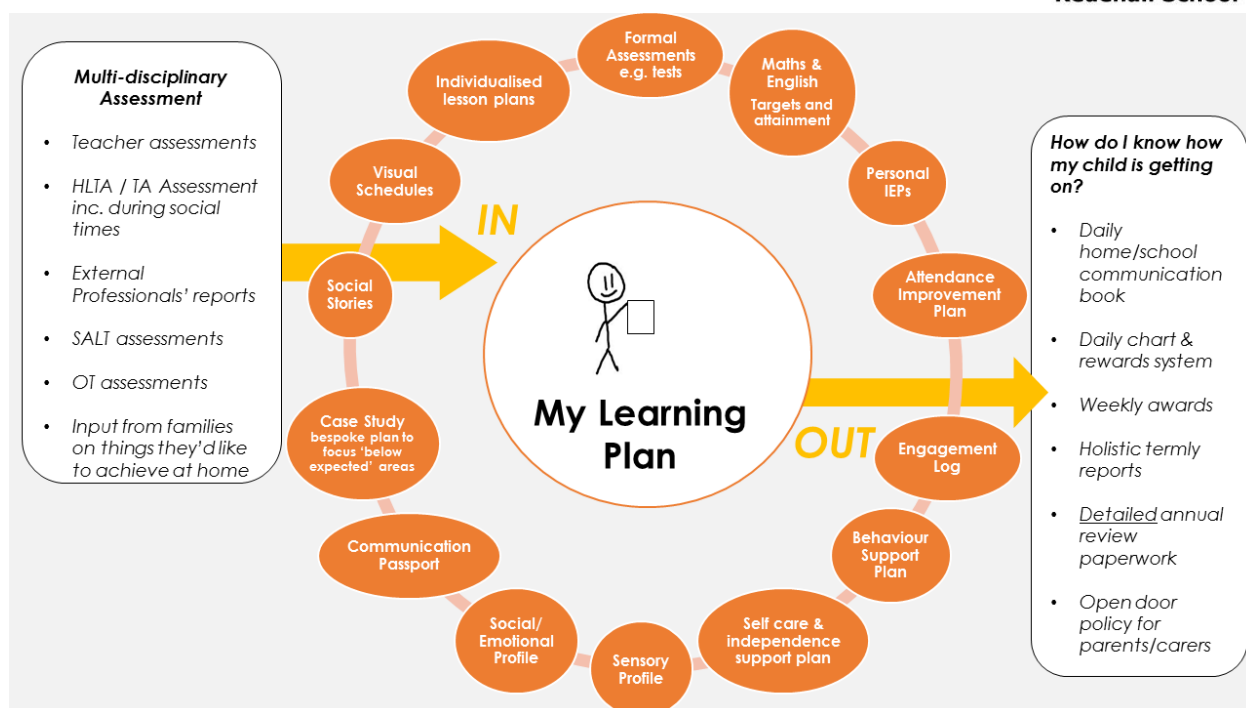 Multi-disciplinary
Assessment
• Teacher assessments
• HLTA / TA Assessment
inc. during social
times
• External
Professionals' reports
• SALT assessments
• OT assessments
• Input from families
on things they'd like
to achieve at home
Formal
Assessments
e.g. tests
Maths &
English
Targets and
attainment
Personal
IEPs
Attendance
Improvement
Plan
Engagement
Log
Behaviour
Support
Plan
Self care &
independence
support plan
Sensory
Profile
Social/
Emotional
Profile
Communication
Passport
Case Study
bespoke plan to
focus 'below
expected' areas
Social
Stories
Visual
Schedules
Individualised
lesson plans
IN
My Learning
Plan
OUT
How do I know how
my child is getting
on?
• Daily
home/school
communication
book
• Daily chart &
rewards system
• Weekly awards
• Holistic termly
reports
• Detailed annual
review
paperwork
• Open door
policy for
parents/carers